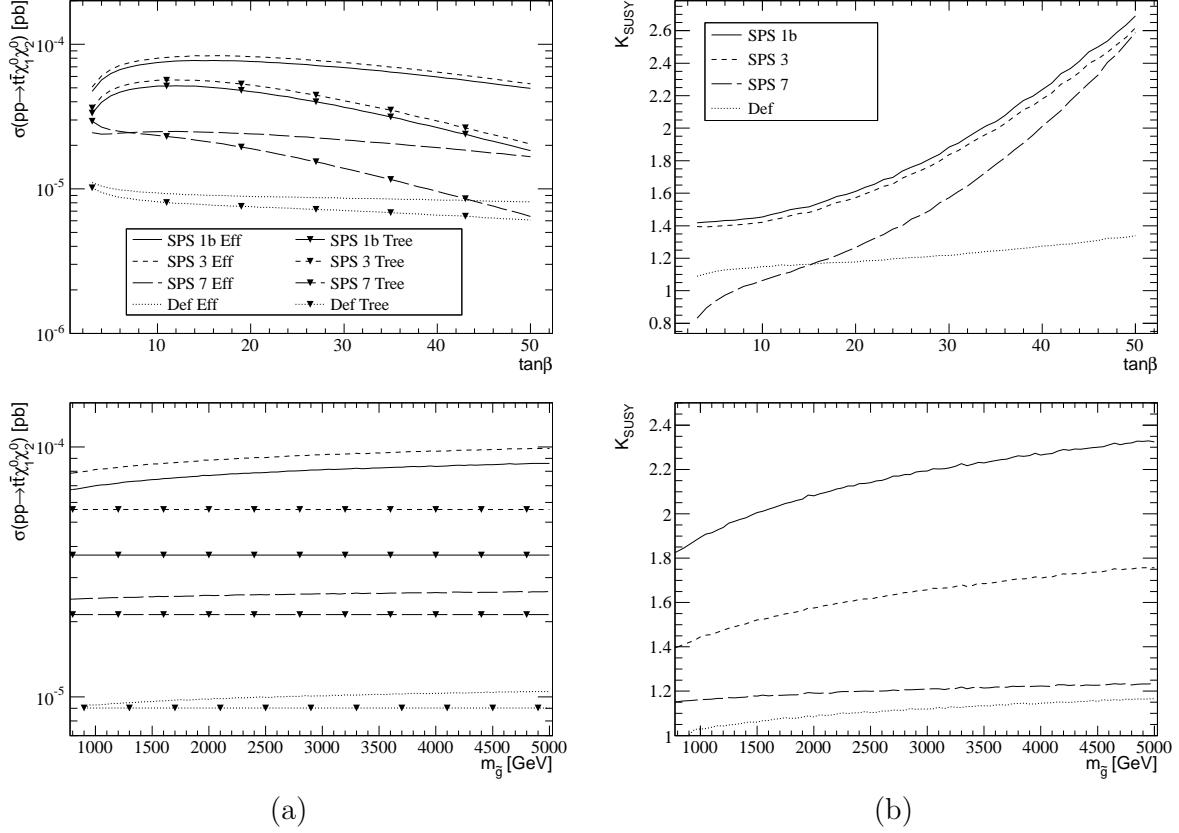 σ(pp→tt̄χ₁⁰χ₂⁰) [pb]
10⁻⁴
10⁻⁵
10⁻⁶
SPS 1b Eff
SPS 1b Tree
SPS 3 Eff
SPS 3 Tree
SPS 7 Eff
SPS 7 Tree
Def Eff
Def Tree
10 20 30 40 50
tanβ
K_SUSY
2.6
2.4
2.2
2
1.8
1.6
1.4
1.2
1
0.8
SPS 1b
SPS 3
SPS 7
Def
10 20 30 40 50
tanβ
σ(pp→tt̄χ₁⁰χ₂⁰) [pb]
10⁻⁴
10⁻⁵
1000 1500 2000 2500 3000 3500 4000 4500 5000
m_g̃ [GeV]
K_SUSY
2.4
2.2
2
1.8
1.6
1.4
1.2
1
1000 1500 2000 2500 3000 3500 4000 4500 5000
m_g̃ [GeV]
(a) (b)